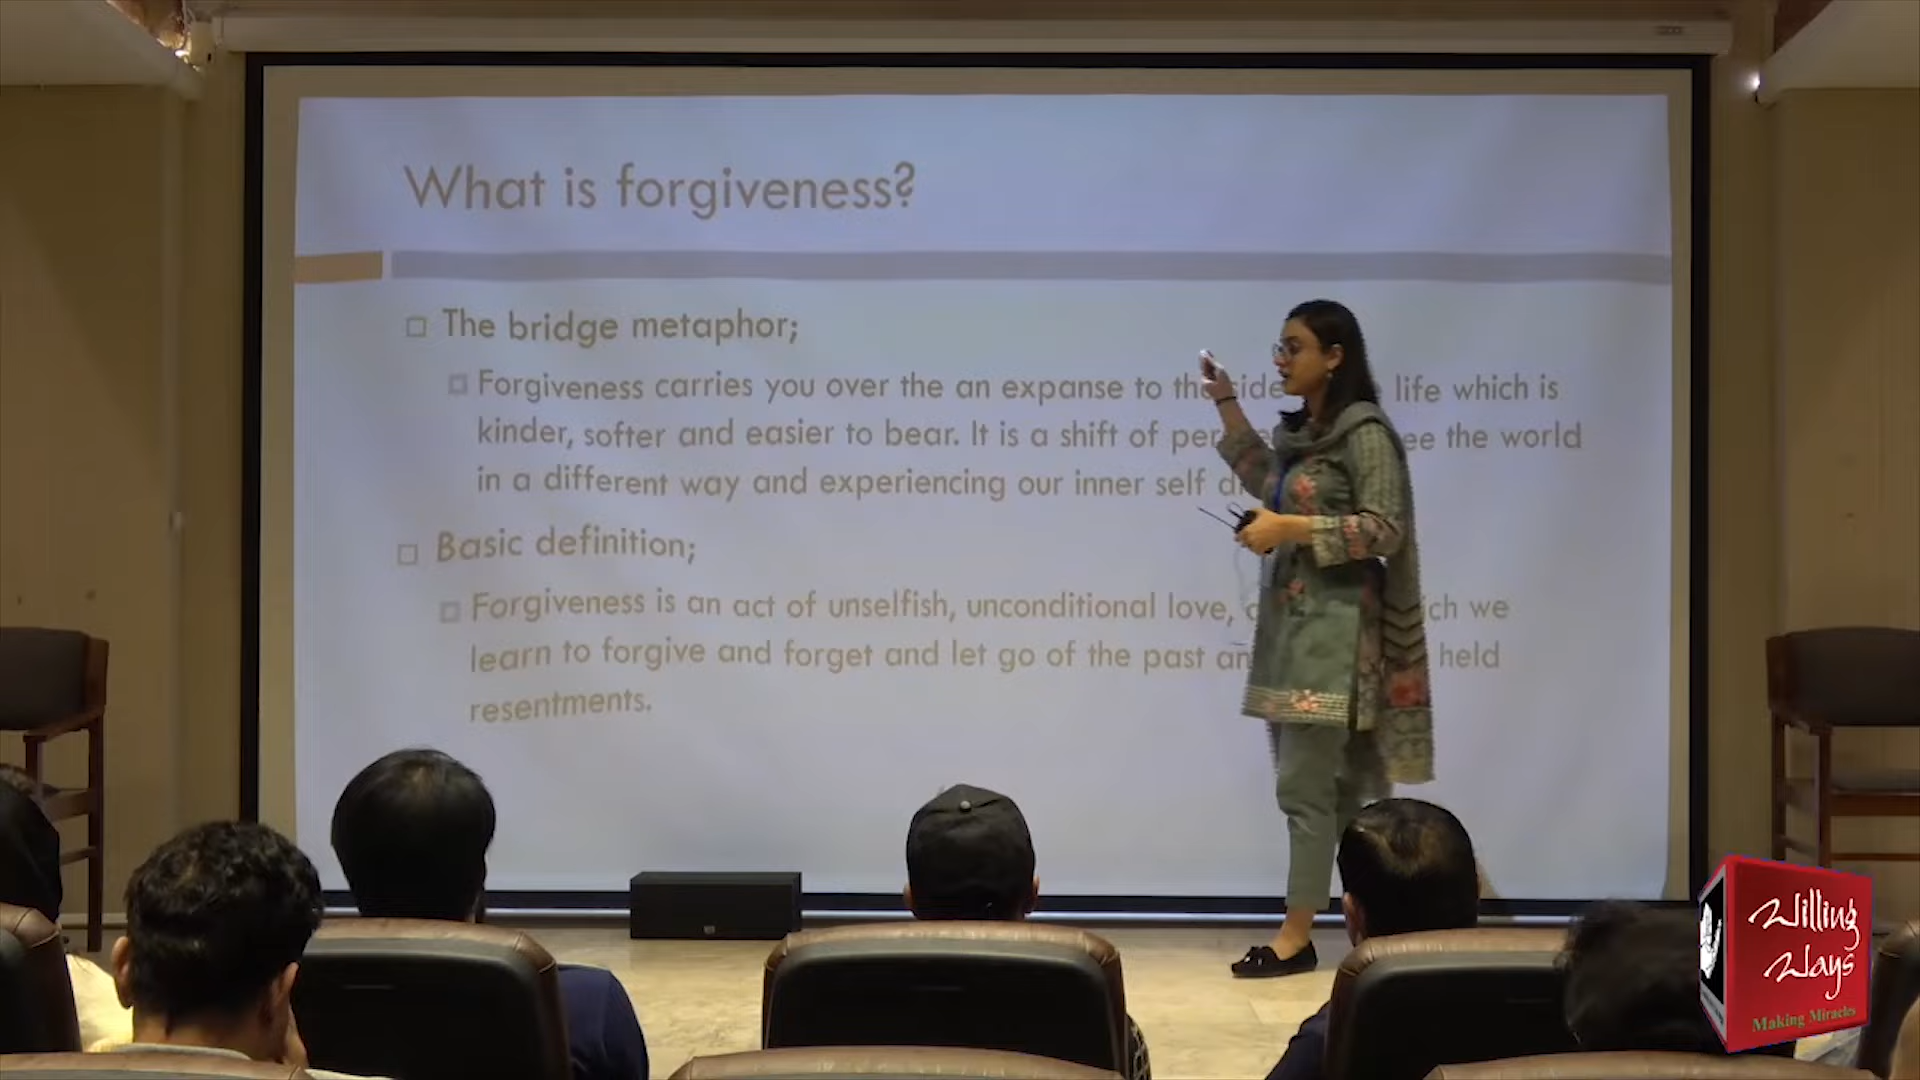 What is forgiveness?
The bridge metaphor;
Forgiveness carries you over the an expanse to the side life which is
kinder, softer and easier to bear. It is a shift of the world
in a different way and experiencing our inner self
Basic definition;
Forgiveness is an act of unselfish, unconditional love, we
learn to forgive and forget and let go of the past held
resentments.
Willing
Ways
Making Miracles